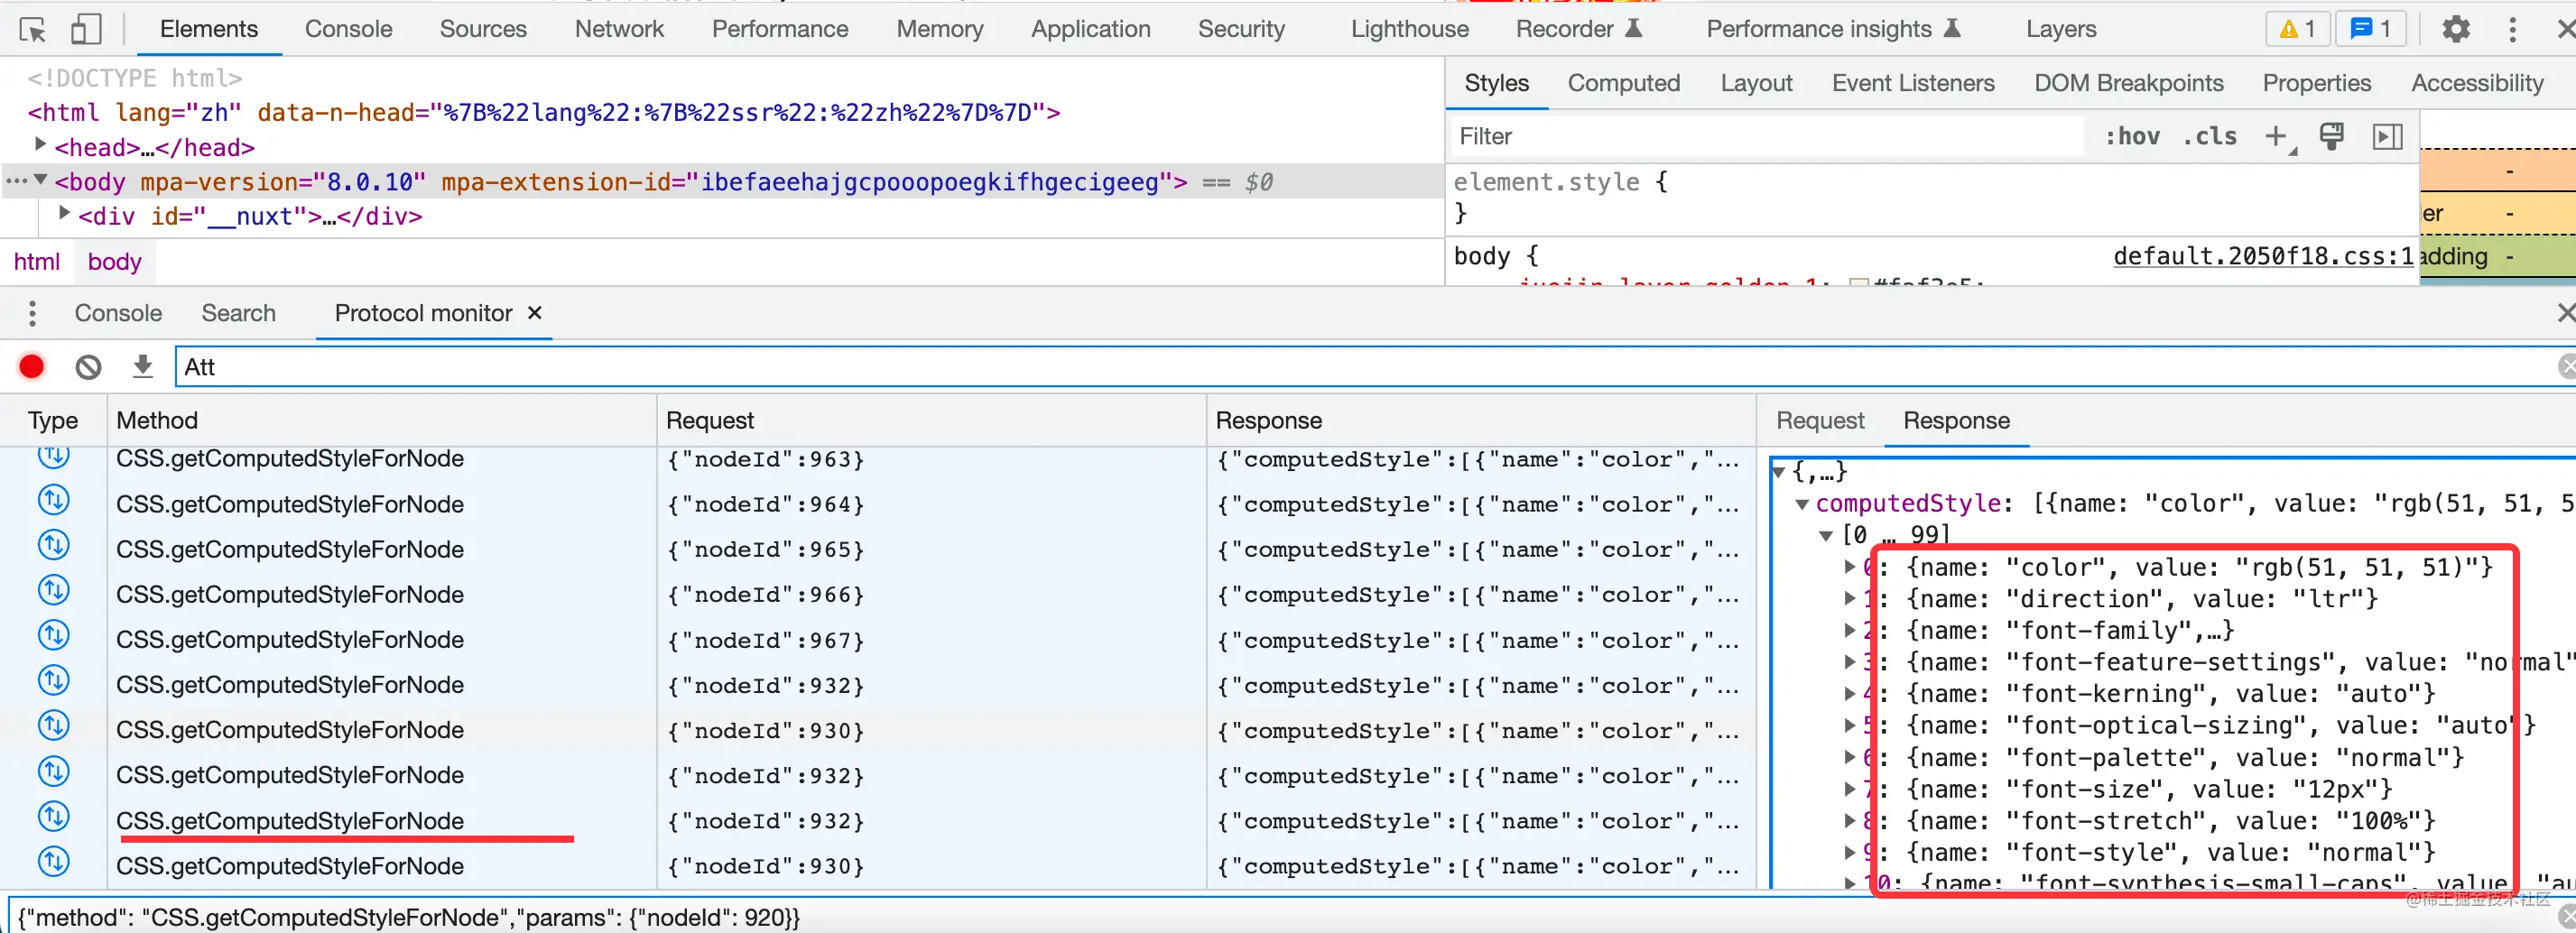 Elements Console Sources Network Performance Memory Application Security Lighthouse Recorder Performance insights Layers 1 1
<!DOCTYPE html>
<html lang="zh" data-n-head="%7B%22lang%22:%7B%22ssr%22:%22zh%22%7D%7D">
<head>…</head>
<body mpa-version="8.0.10" mpa-extension-id="ibefaeehajgcpooopoegkifhgecigeeg"> == $0
<div id="__nuxt">…</div>
html body
Styles Computed Layout Event Listeners DOM Breakpoints Properties Accessibility
Filter :hov .cls
element.style {
}
body { default.2050f18.css:1
juejin-layer-golden-1: #faf3e5;
-
er -
adding -
Console Search Protocol monitor
Att
Type Method Request Response
CSS.getComputedStyleForNode {"nodeId":963} {"computedStyle":[{"name":"color","...
CSS.getComputedStyleForNode {"nodeId":964} {"computedStyle":[{"name":"color","...
CSS.getComputedStyleForNode {"nodeId":965} {"computedStyle":[{"name":"color","...
CSS.getComputedStyleForNode {"nodeId":966} {"computedStyle":[{"name":"color","...
CSS.getComputedStyleForNode {"nodeId":967} {"computedStyle":[{"name":"color","...
CSS.getComputedStyleForNode {"nodeId":932} {"computedStyle":[{"name":"color","...
CSS.getComputedStyleForNode {"nodeId":930} {"computedStyle":[{"name":"color","...
CSS.getComputedStyleForNode {"nodeId":932} {"computedStyle":[{"name":"color","...
CSS.getComputedStyleForNode {"nodeId":932} {"computedStyle":[{"name":"color","...
CSS.getComputedStyleForNode {"nodeId":930} {"computedStyle":[{"name":"color","...
Request Response
{,…}
computedStyle: [{name: "color", value: "rgb(51, 51, 5
[0 … 99]
0: {name: "color", value: "rgb(51, 51, 51)"}
1: {name: "direction", value: "ltr"}
2: {name: "font-family",…}
3: {name: "font-feature-settings", value: "normal"
4: {name: "font-kerning", value: "auto"}
5: {name: "font-optical-sizing", value: "auto"}
6: {name: "font-palette", value: "normal"}
7: {name: "font-size", value: "12px"}
8: {name: "font-stretch", value: "100%"}
9: {name: "font-style", value: "normal"}
10: {name: "font-synthesis-small-caps", value: "au
@稀土掘金技术社区
{"method": "CSS.getComputedStyleForNode","params": {"nodeId": 920}}